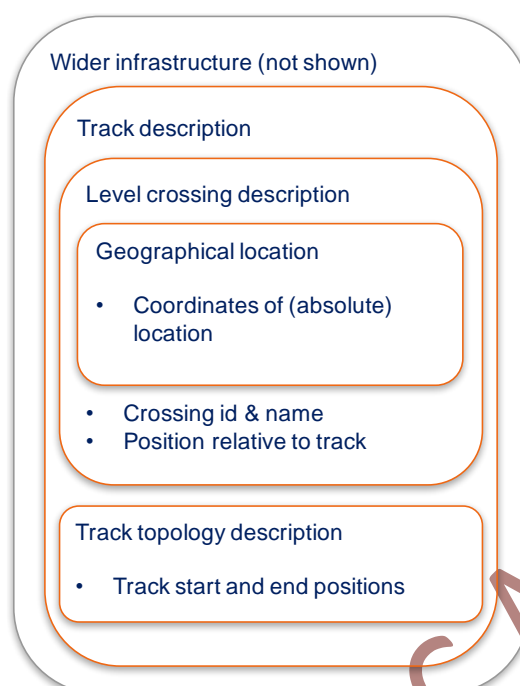 Wider infrastructure (not shown)
Track description
Level crossing description
Geographical location
• Coordinates of (absolute)
location
• Crossing id & name
• Position relative to track
Track topology description
• Track start and end positions